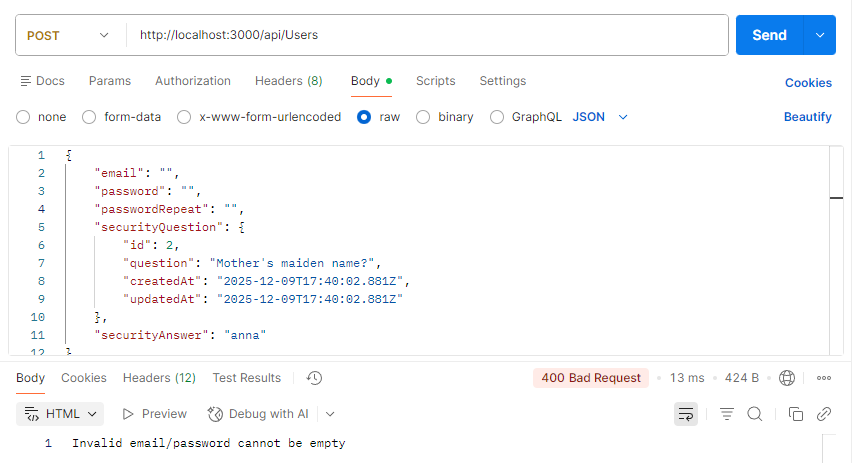 POST http://localhost:3000/api/Users Send
Docs Params Authorization Headers (8) Body Scripts Settings Cookies
none form-data x-www-form-urlencoded raw binary GraphQL JSON Beautify
1 {
2 "email": "",
3 "password": "",
4 "passwordRepeat": "",
5 "securityQuestion": {
6 "id": 2,
7 "question": "Mother's maiden name?",
8 "createdAt": "2025-12-09T17:40:02.881Z",
9 "updatedAt": "2025-12-09T17:40:02.881Z"
10 },
11 "securityAnswer": "anna"
12 }
Body Cookies Headers (12) Test Results 400 Bad Request • 13 ms • 424 B
HTML Preview Debug with AI
1 Invalid email/password cannot be empty